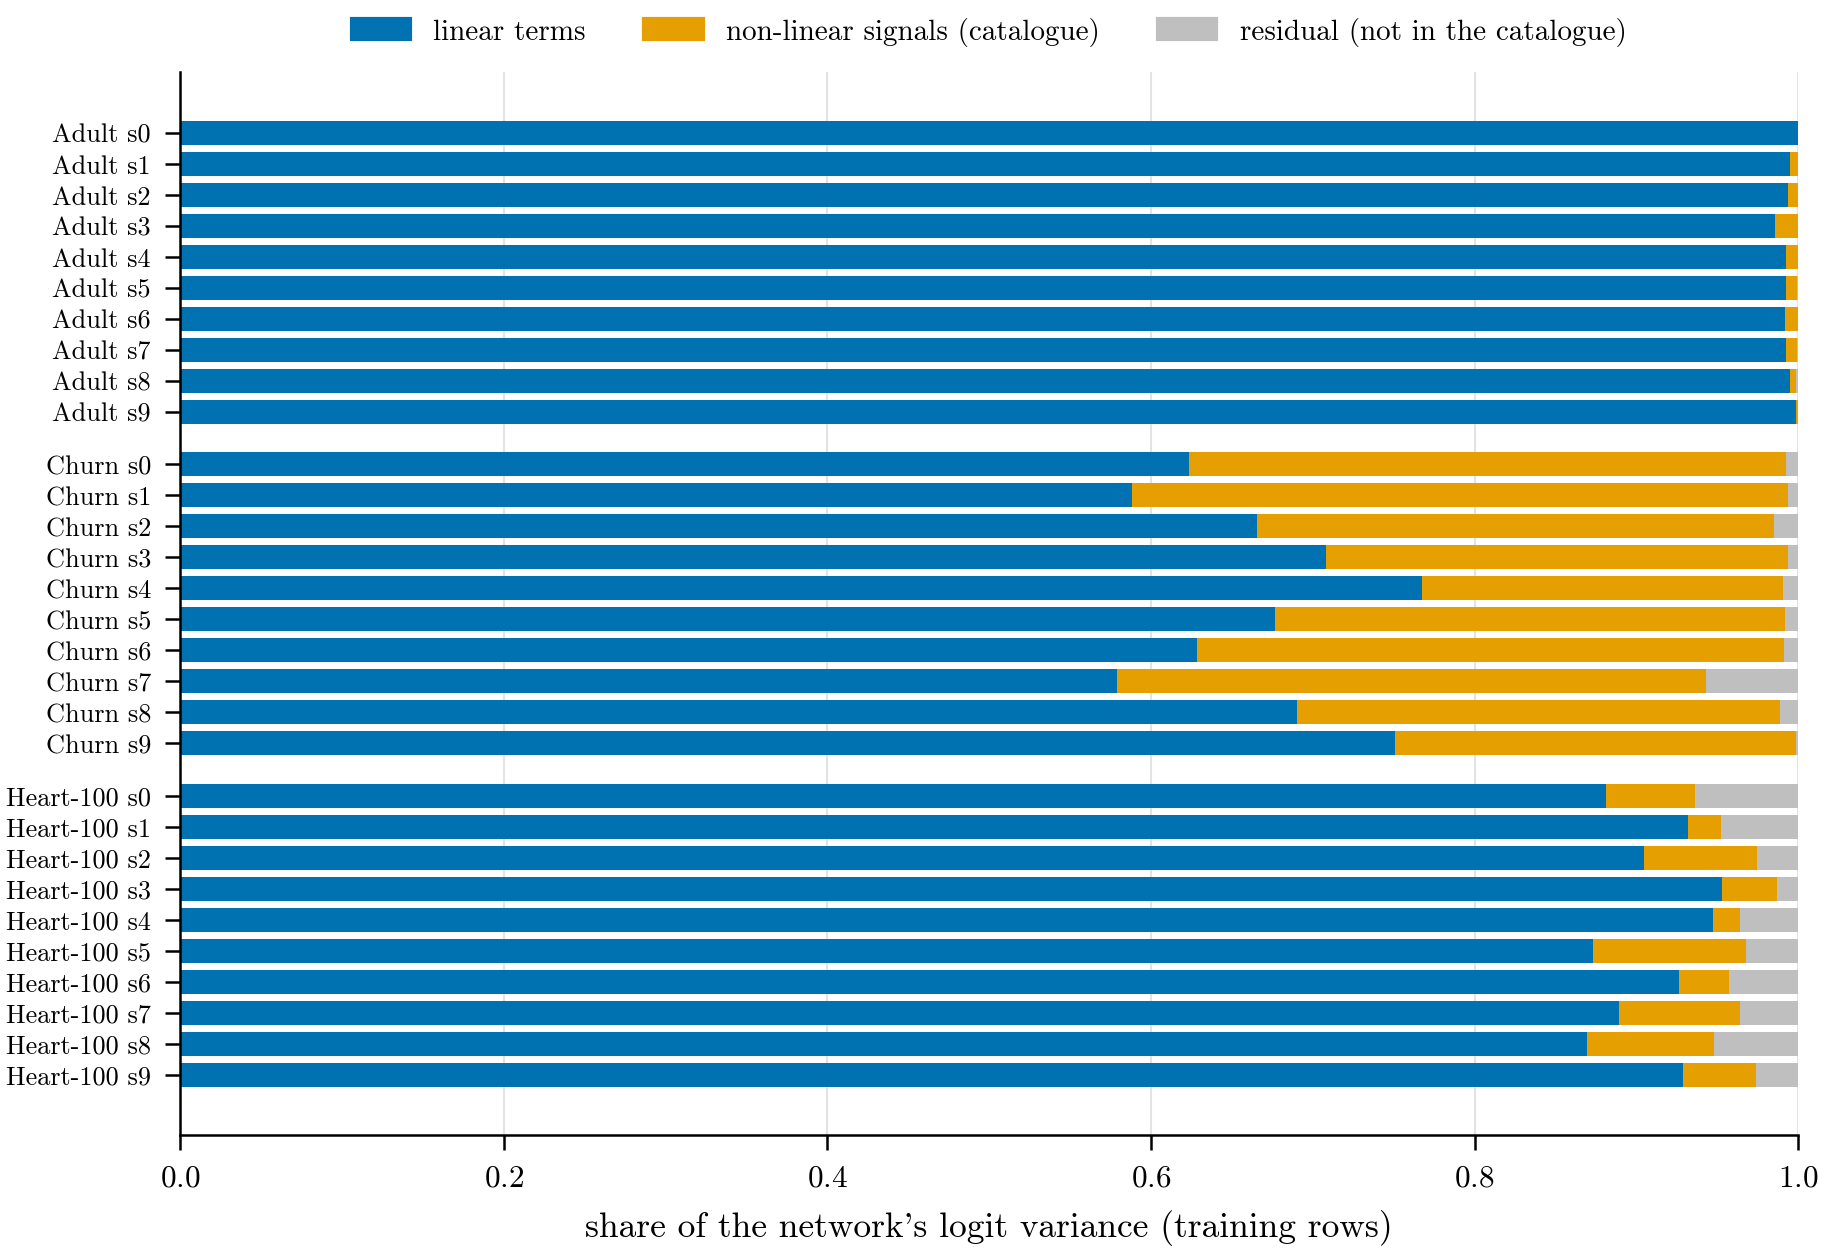 linear terms non-linear signals (catalogue) residual (not in the catalogue)
Adult s0
Adult s1
Adult s2
Adult s3
Adult s4
Adult s5
Adult s6
Adult s7
Adult s8
Adult s9
Churn s0
Churn s1
Churn s2
Churn s3
Churn s4
Churn s5
Churn s6
Churn s7
Churn s8
Churn s9
Heart-100 s0
Heart-100 s1
Heart-100 s2
Heart-100 s3
Heart-100 s4
Heart-100 s5
Heart-100 s6
Heart-100 s7
Heart-100 s8
Heart-100 s9
0.0 0.2 0.4 0.6 0.8 1.0
share of the network's logit variance (training rows)